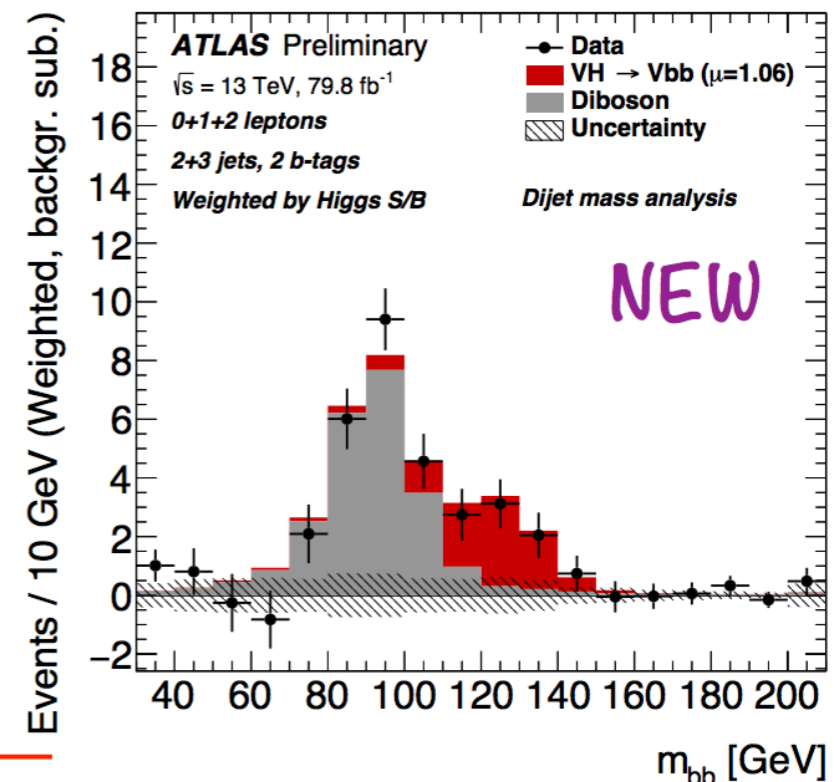 ATLAS Preliminary
√s = 13 TeV, 79.8 fb⁻¹
0+1+2 leptons
2+3 jets, 2 b-tags
Weighted by Higgs S/B
Data
VH → Vbb (μ=1.06)
Diboson
Uncertainty
Dijet mass analysis
NEW
Events / 10 GeV (Weighted, backgr. sub.)
18
16
14
12
10
8
6
4
2
0
−2
40 60 80 100 120 140 160 180 200
m_bb [GeV]